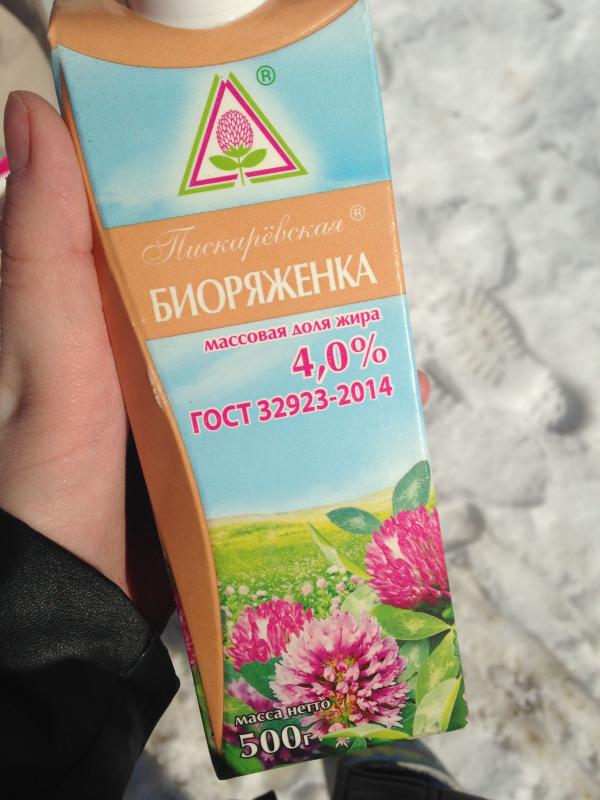 ®
Пискарёвская ®
БИОРЯЖЕНКА
массовая доля жира
4,0%
ГОСТ 32923-2014
масса нетто
500г